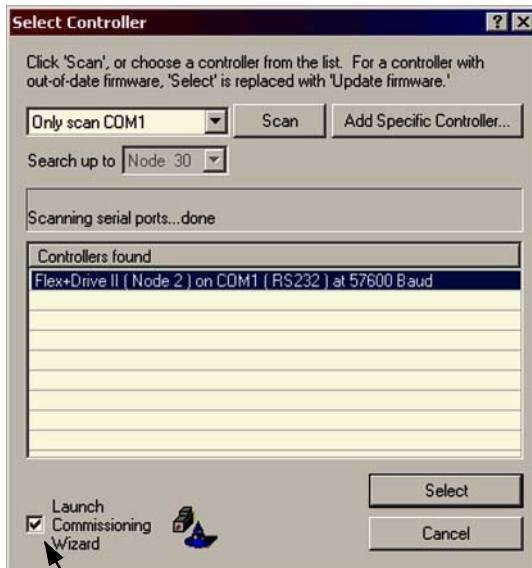 Select Controller
Click 'Scan', or choose a controller from the list. For a controller with
out-of-date firmware, 'Select' is replaced with 'Update firmware.'
Only scan COM1
Scan
Add Specific Controller...
Search up to
Node 30
Scanning serial ports...done
Controllers found
Flex+Drive II ( Node 2 ) on COM1 ( RS232 ) at 57600 Baud
Select
Launch
Commissioning
Wizard
Cancel